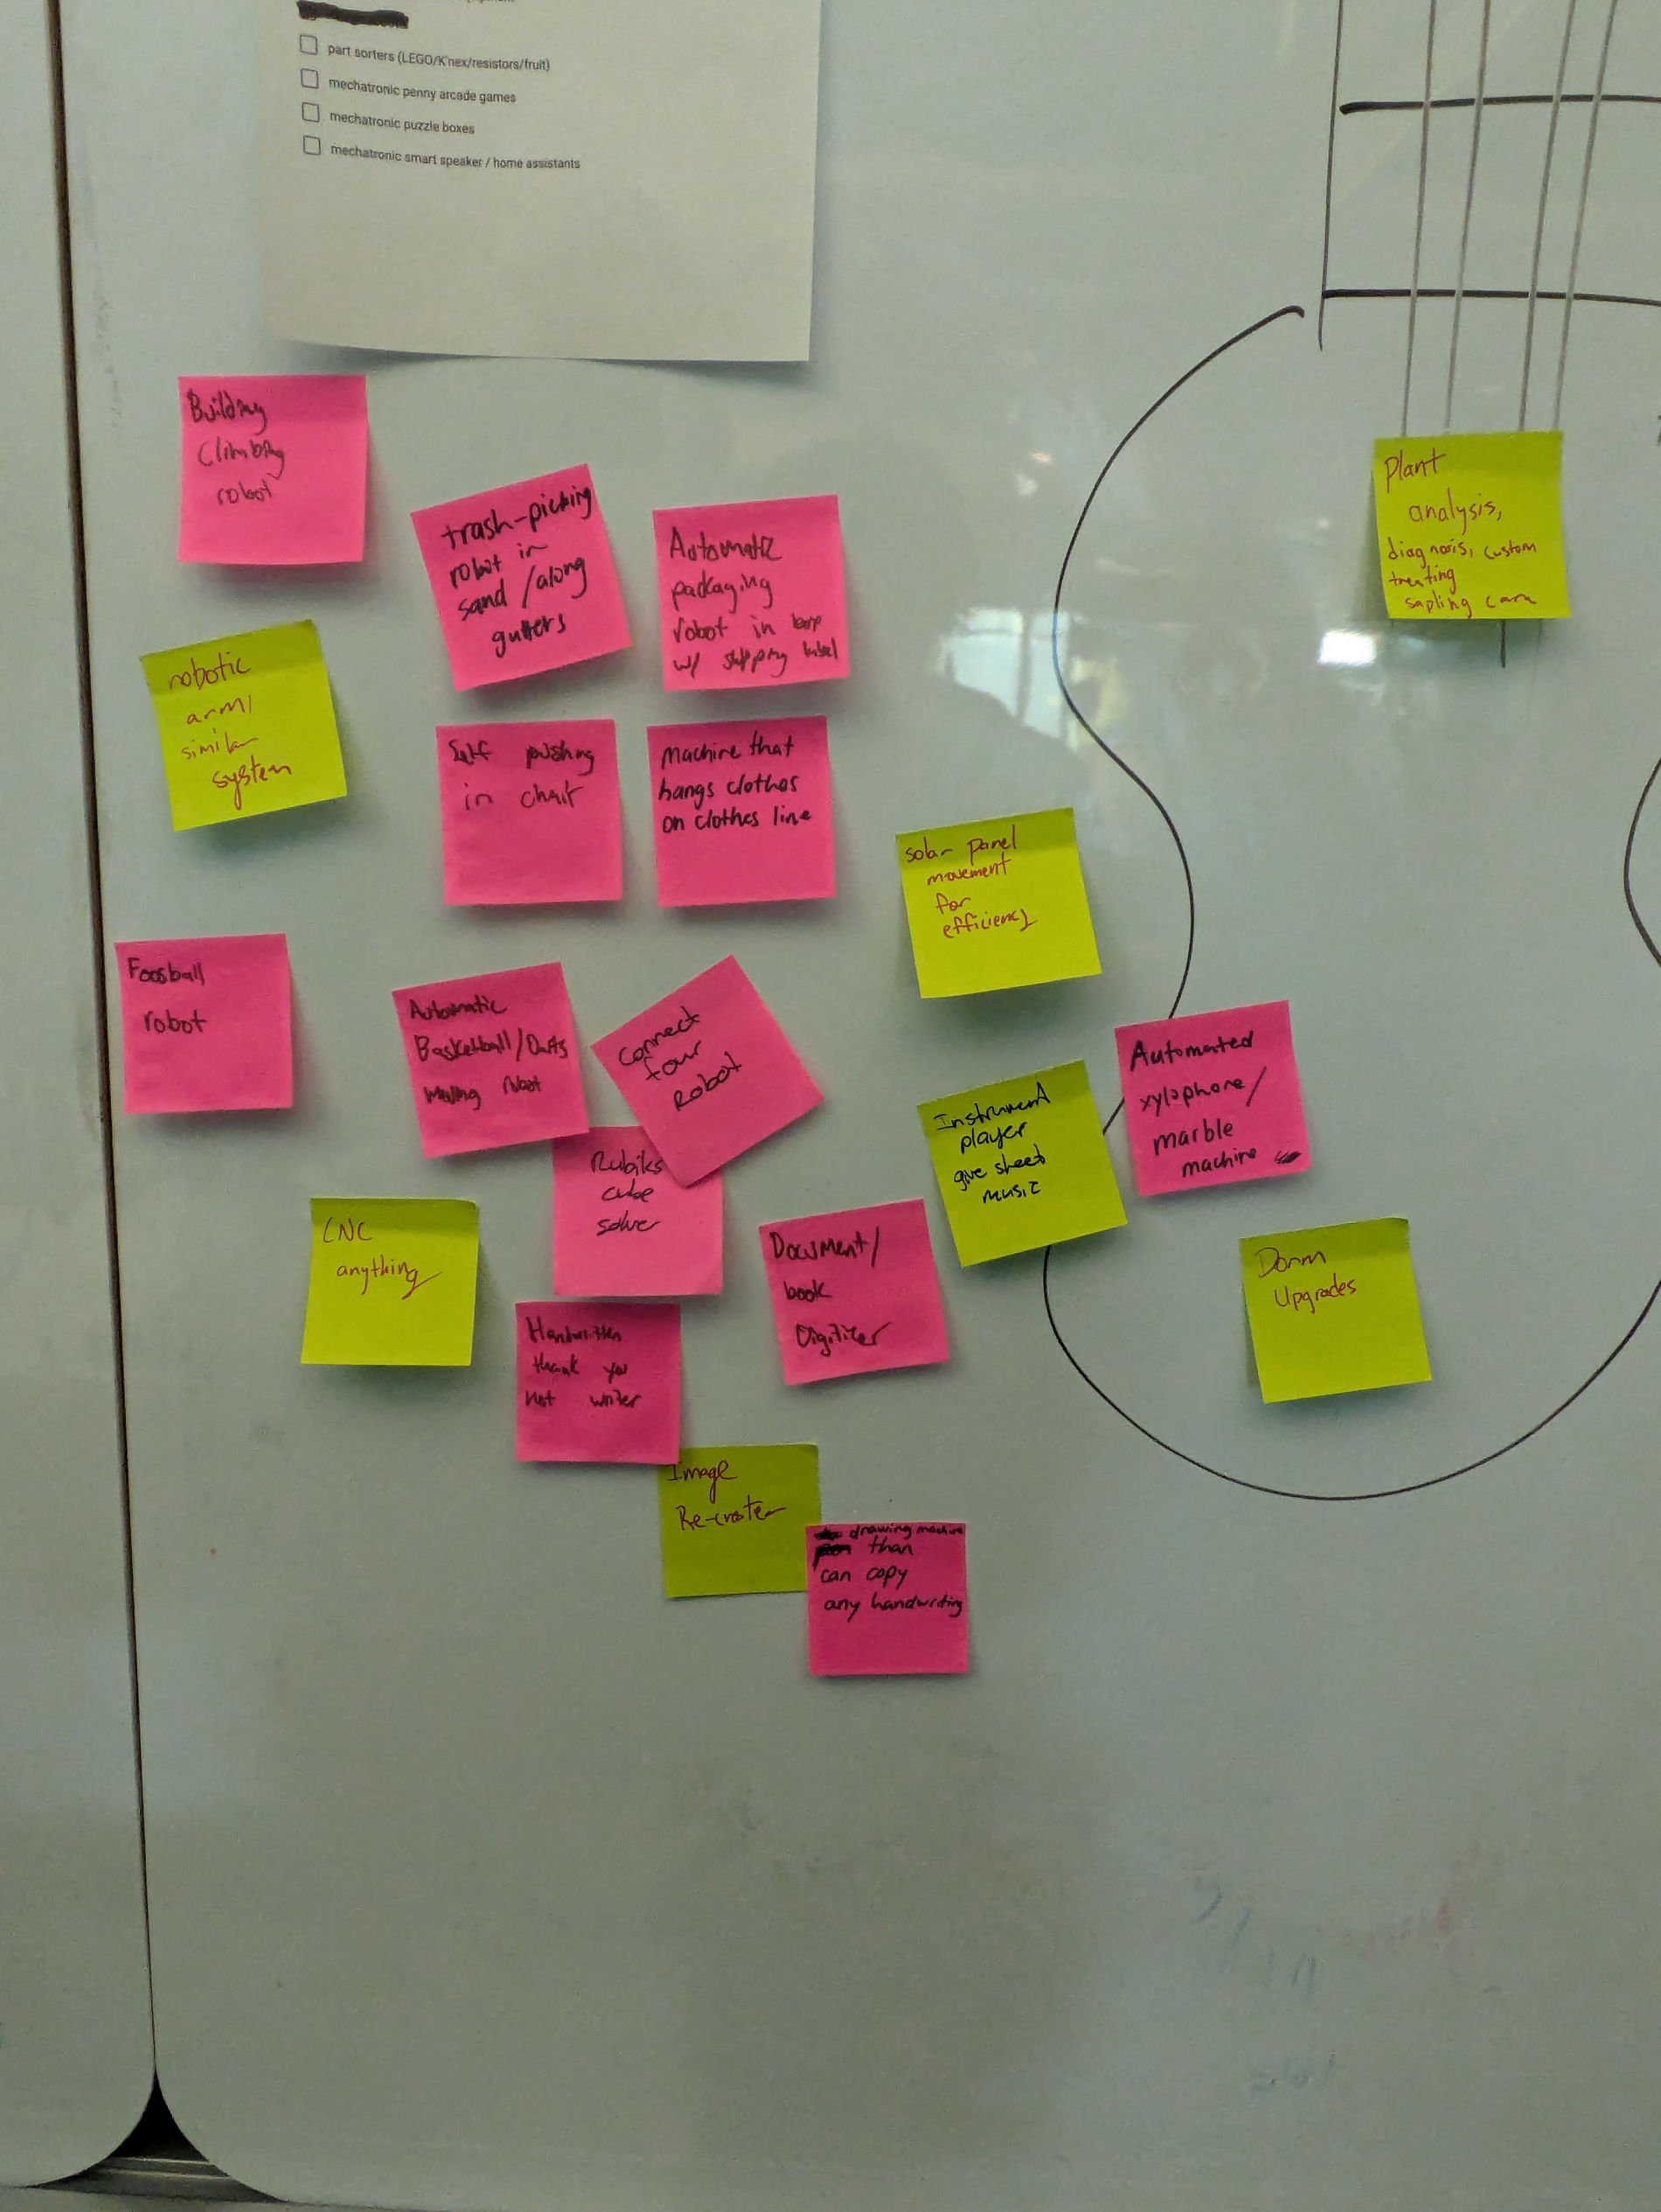 part sorters (LEGO/K'nex/resistors/fruit)
mechatronic penny arcade games
mechatronic puzzle boxes
mechatronic smart speaker / home assistants
Building
Climbing
robot
trash-picking
robot in
sand /along
gutters
Automatic
packaging
robot in
w/ shipping label
Plant
analysis,
diagnosis, custom
treating
sapling care
robotic
arm/
similar
system
Self pushing
in chair
Machine that
hangs clothes
on clothes line
solar panel
movement
for
efficiency
Foosball
robot
Automatic
Basketball/Darts
making robot
Connect
four
Robot
Rubiks
cube
solver
Instrument
player
give sheet
music
Automated
xylophone/
marble
machine
CNC
anything
Document/
book
Digitizer
Dorm
Upgrades
Handwritten
thank you
not writer
Image
Re-creater
drawing machine
than
can copy
any handwriting